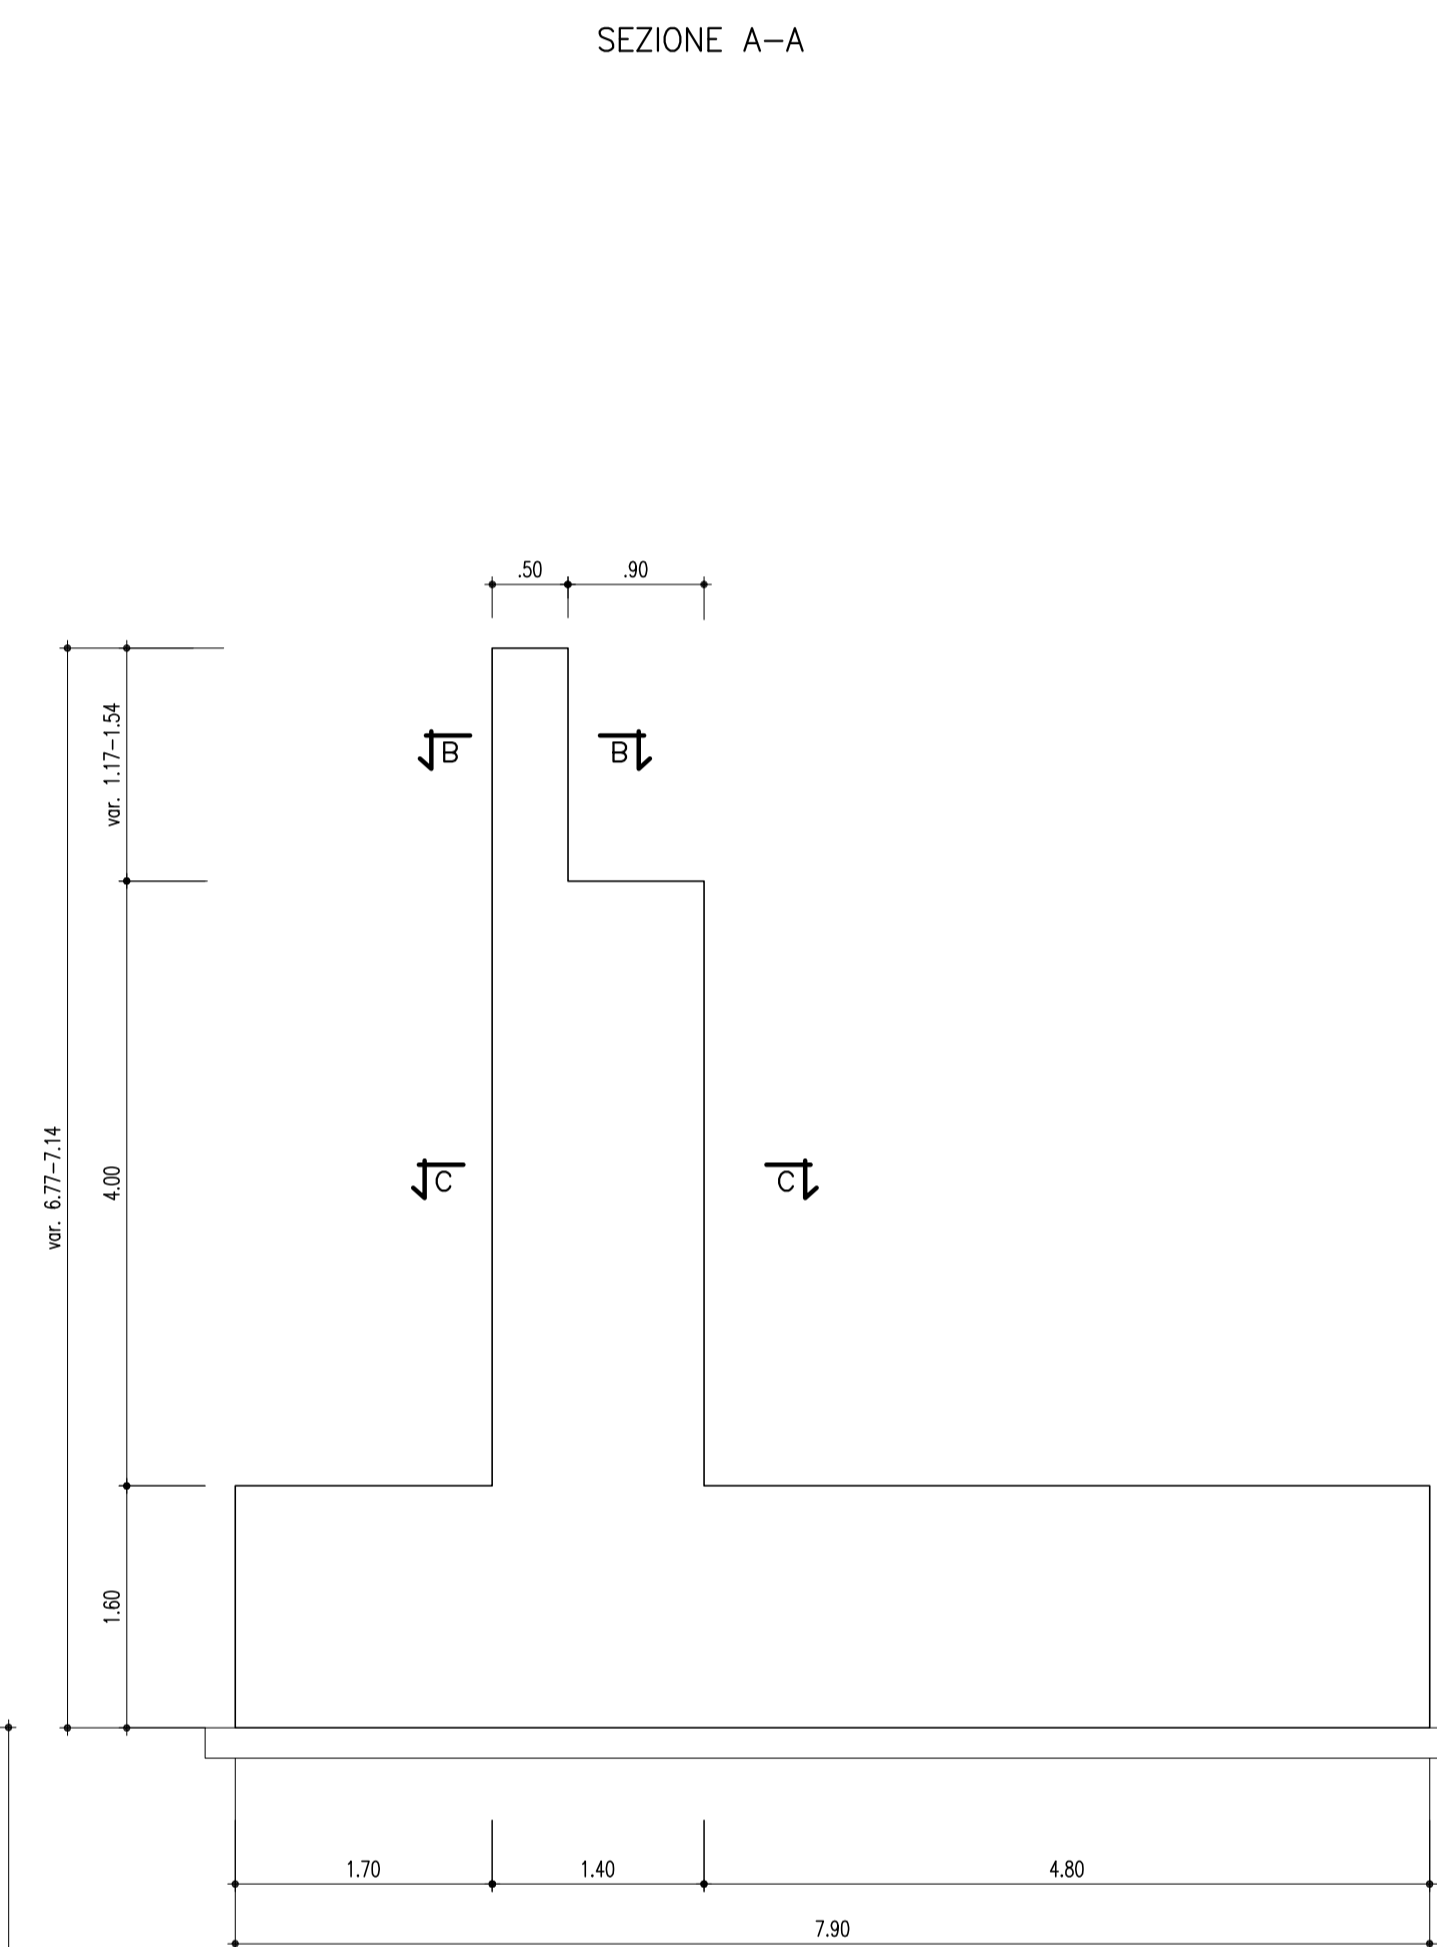 SEZIONE A–A
.50 .90
var. 1.17–1.54
B B
var. 6.77–7.14
4.00
C C
1.60
1.70 1.40 4.80
7.90